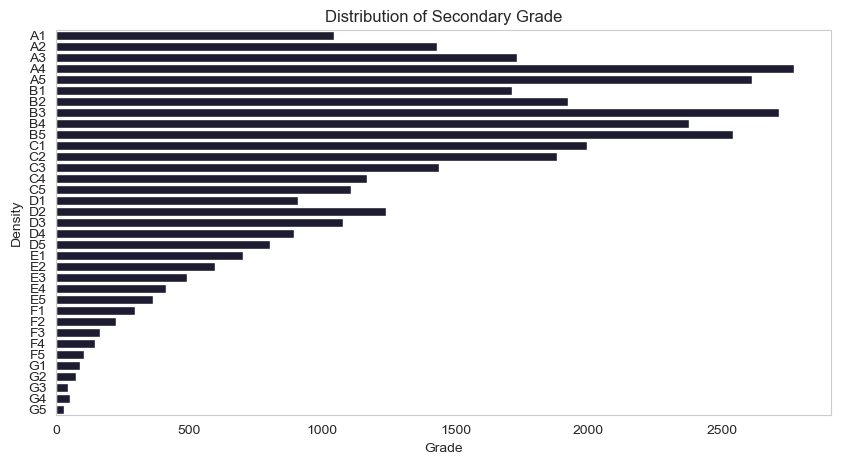 Distribution of Secondary Grade
A1
A2
A3
A4
A5
B1
B2
B3
B4
B5
C1
C2
C3
C4
C5
D1
D2
D3
D4
D5
E1
E2
E3
E4
E5
F1
F2
F3
F4
F5
G1
G2
G3
G4
G5
Density
0 500 1000 1500 2000 2500
Grade